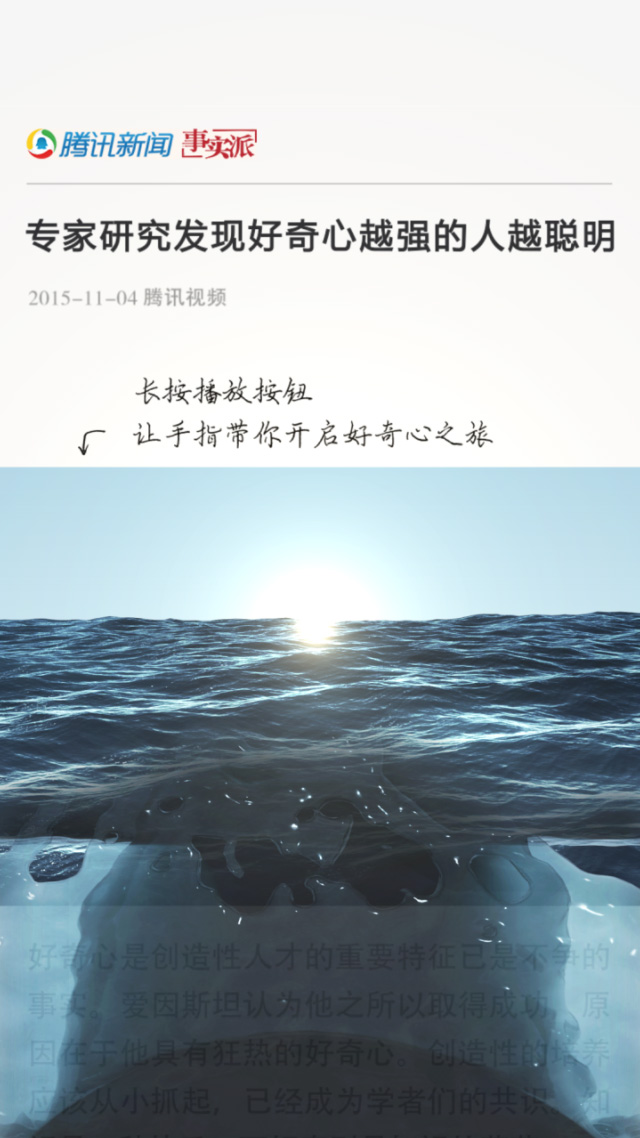 腾讯新闻 事实派
专家研究发现好奇心越强的人越聪明
2015-11-04 腾讯视频
长按播放按钮
让手指带你开启好奇心之旅
好奇心是创造性人才的重要特征已是不争的
事实。爱因斯坦认为他之所以取得成功，原
因在于他具有狂热的好奇心。创造性的培养
应该从小抓起，已经成为学者们的共识。知